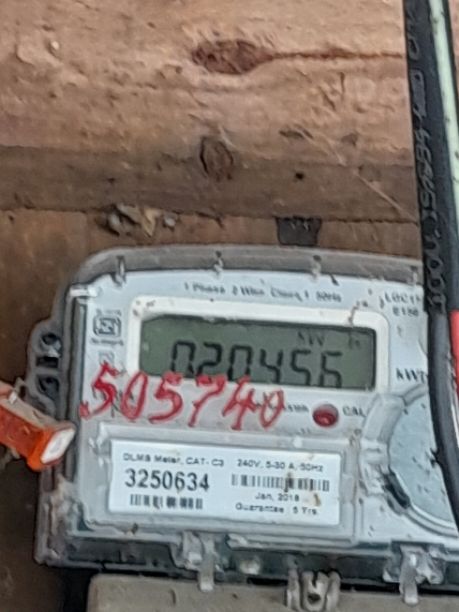 1 Phase 2 Wire Class 1 50Hz
KW
020456
505740
CAL
DLMS Meter, CAT- C3 240V, 5-30 A, 50Hz
3250634
Jan, 2018
Guarantee : 5 Yrs.